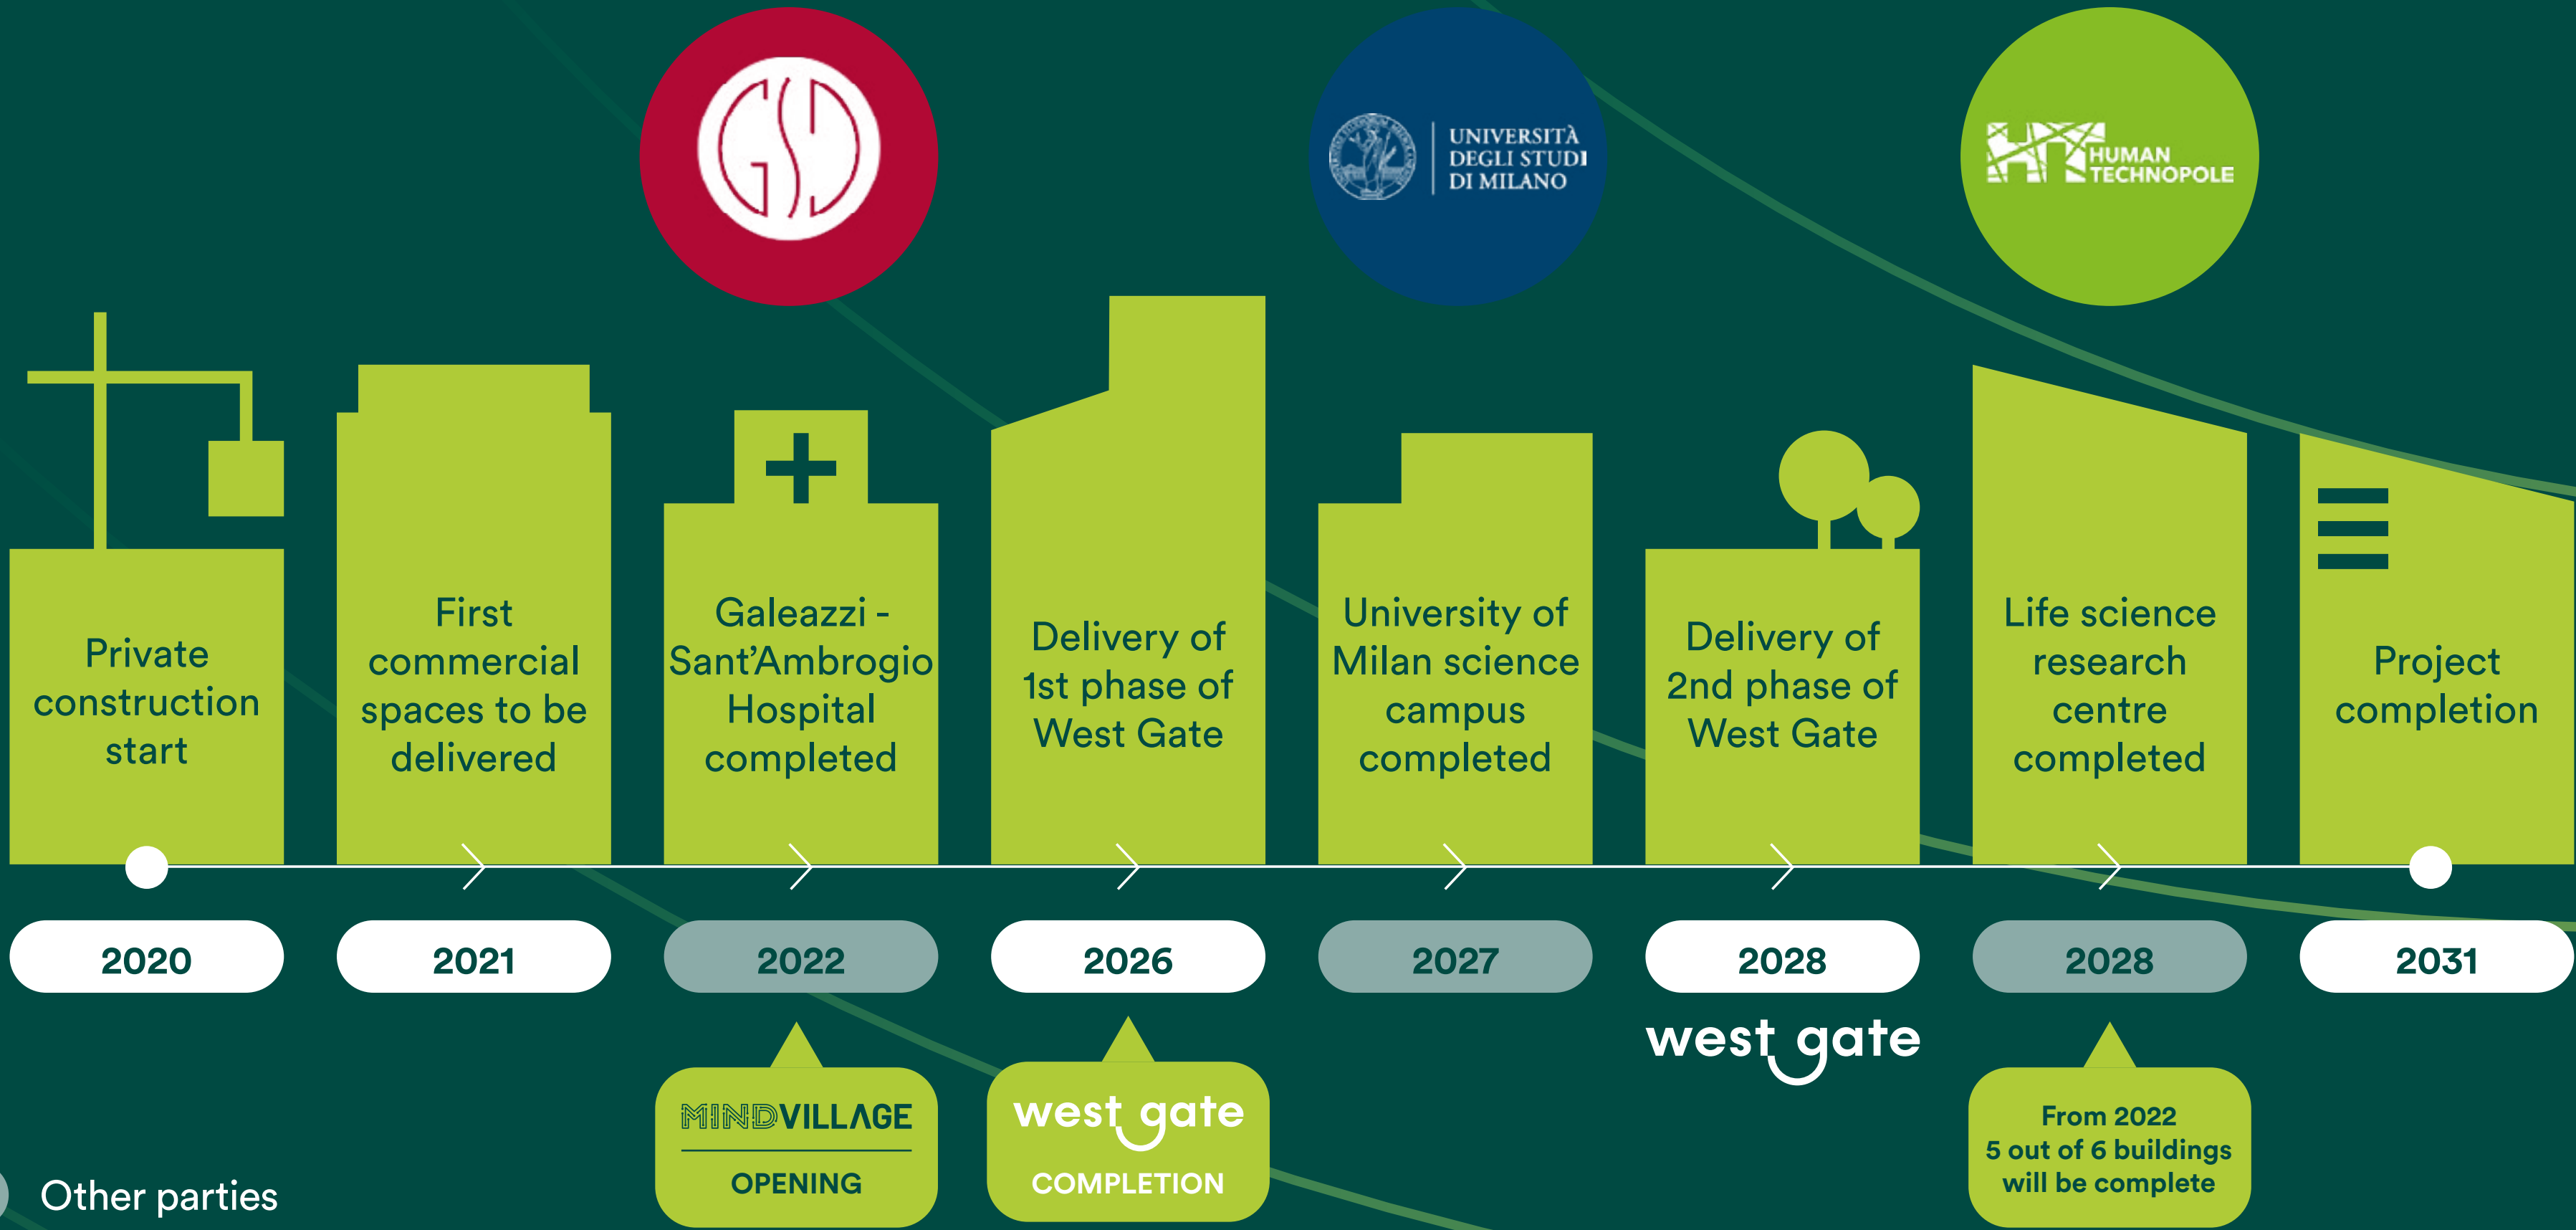 GSD
UNIVERSITÀ
DEGLI STUDI
DI MILANO
HT HUMAN
TECHNOPOLE
Private
construction
start
First
commercial
spaces to be
delivered
Galeazzi -
Sant'Ambrogio
Hospital
completed
Delivery of
1st phase of
West Gate
University of
Milan science
campus
completed
Delivery of
2nd phase of
West Gate
Life science
research
centre
completed
Project
completion
2020
2021
2022
2026
2027
2028
2028
2031
MINDVILLAGE
OPENING
west gate
COMPLETION
west gate
From 2022
5 out of 6 buildings
will be complete
Other parties